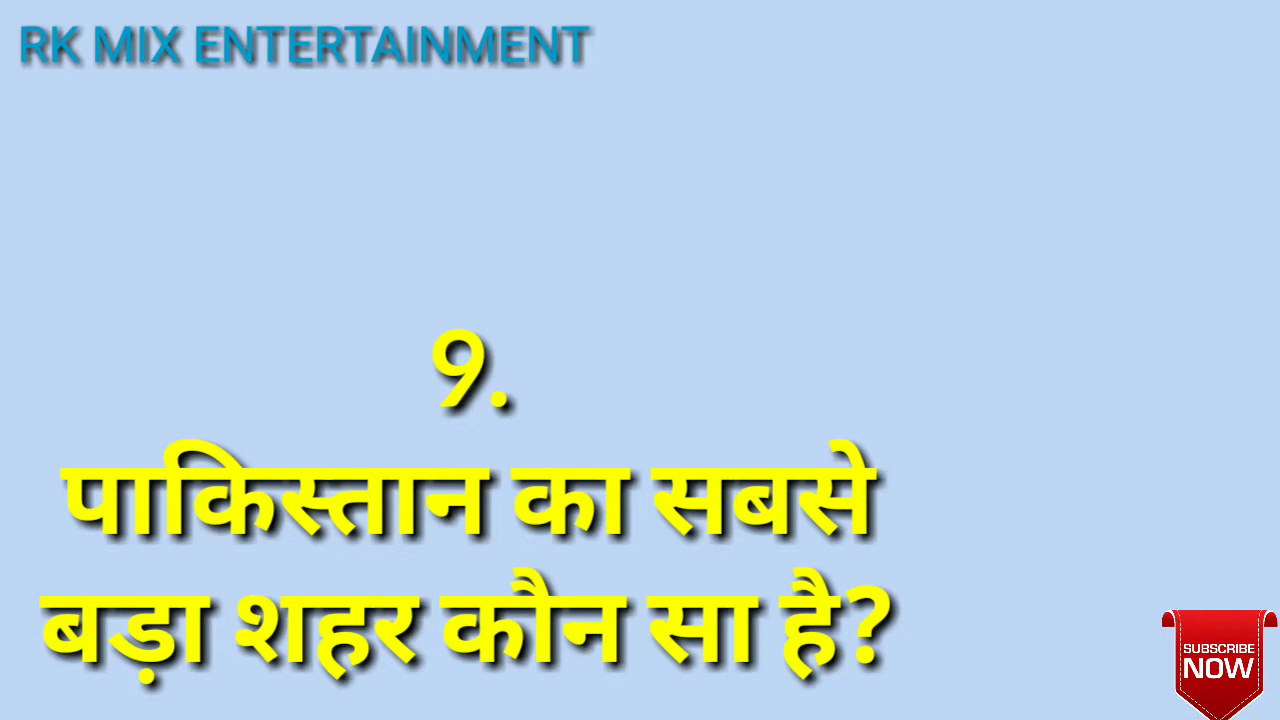 RK MIX ENTERTAINMENT
9.
पाकिस्तान का सबसे
बड़ा शहर कौन सा है?
SUBSCRIBE
NOW